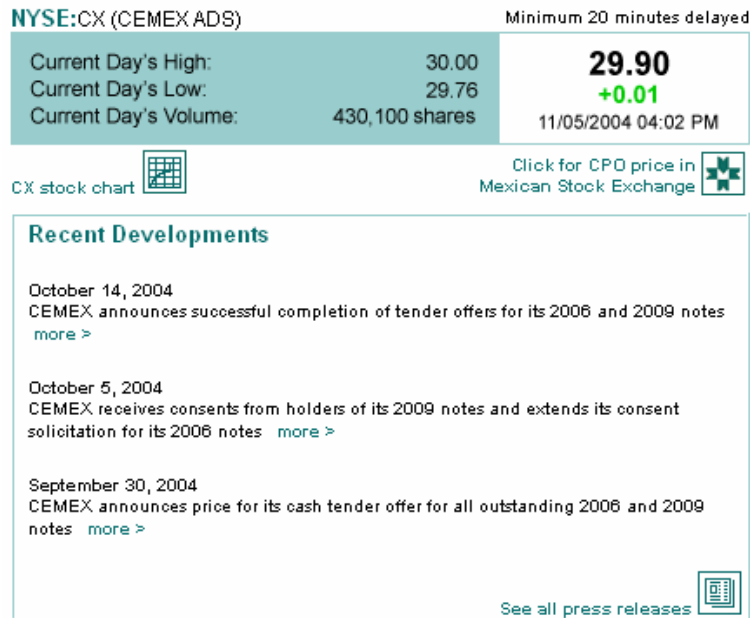 NYSE:CX (CEMEX ADS)
Minimum 20 minutes delayed
Current Day's High: 30.00
Current Day's Low: 29.76
Current Day's Volume: 430,100 shares
29.90
+0.01
11/05/2004 04:02 PM
CX stock chart
Click for CPO price in
Mexican Stock Exchange
Recent Developments
October 14, 2004
CEMEX announces successful completion of tender offers for its 2006 and 2009 notes
more >
October 5, 2004
CEMEX receives consents from holders of its 2009 notes and extends its consent
solicitation for its 2006 notes more >
September 30, 2004
CEMEX announces price for its cash tender offer for all outstanding 2006 and 2009
notes more >
See all press releases